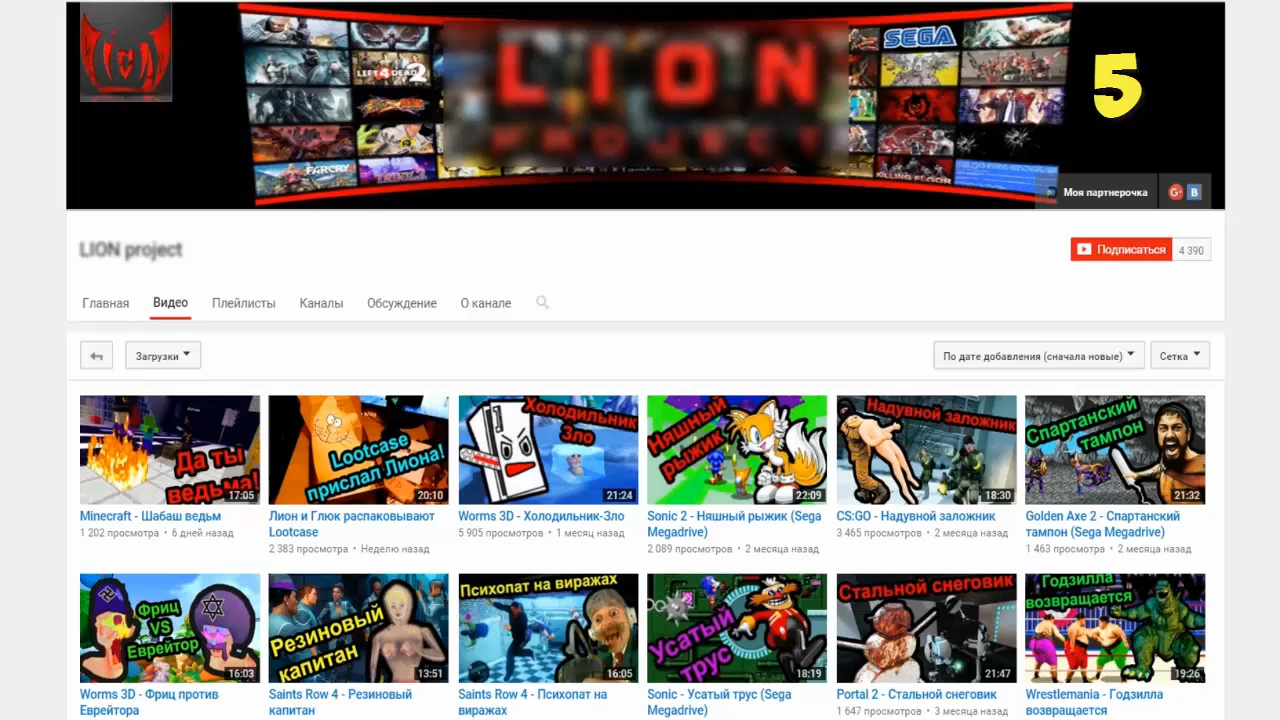 LION
LEFT4DEAD2
SEGA
5
PROJECT
FARCRY
KILLING FLOOR
Моя партнерочка
G+ B
LION project
Подписаться 4 390
Главная Видео Плейлисты Каналы Обсуждение О канале
Загрузки По дате добавления (сначала новые) Сетка
Да ты
ведьма!
17:05
Lootcase
прислал Лиона!
20:10
Холодильник
Зло
21:24
Няшный
рыжик
22:09
Надувной заложник
18:30
Спартанский
тампон
21:32
Minecraft - Шабаш ведьм
1 202 просмотра • 6 дней назад
Лион и Глюк распаковывают
Lootcase
2 383 просмотра • Неделю назад
Worms 3D - Холодильник-Зло
5 905 просмотров • 1 месяц назад
Sonic 2 - Няшный рыжик (Sega
Megadrive)
2 089 просмотров • 2 месяца назад
CS:GO - Надувной заложник
3 465 просмотров • 2 месяца назад
Golden Axe 2 - Спартанский
тампон (Sega Megadrive)
1 463 просмотра • 2 месяца назад
Фриц
VS
Еврейтор
16:03
Резиновый
капитан
13:51
Психопат на виражах
16:05
Усатый
трус
18:19
Стальной снеговик
21:47
Годзилла
возвращается
19:26
Worms 3D - Фриц против
Еврейтора
Saints Row 4 - Резиновый
капитан
Saints Row 4 - Психопат на
виражах
Sonic - Усатый трус (Sega
Megadrive)
Portal 2 - Стальной снеговик
1 647 просмотров • 3 месяца назад
Wrestlemania - Годзилла
возвращается